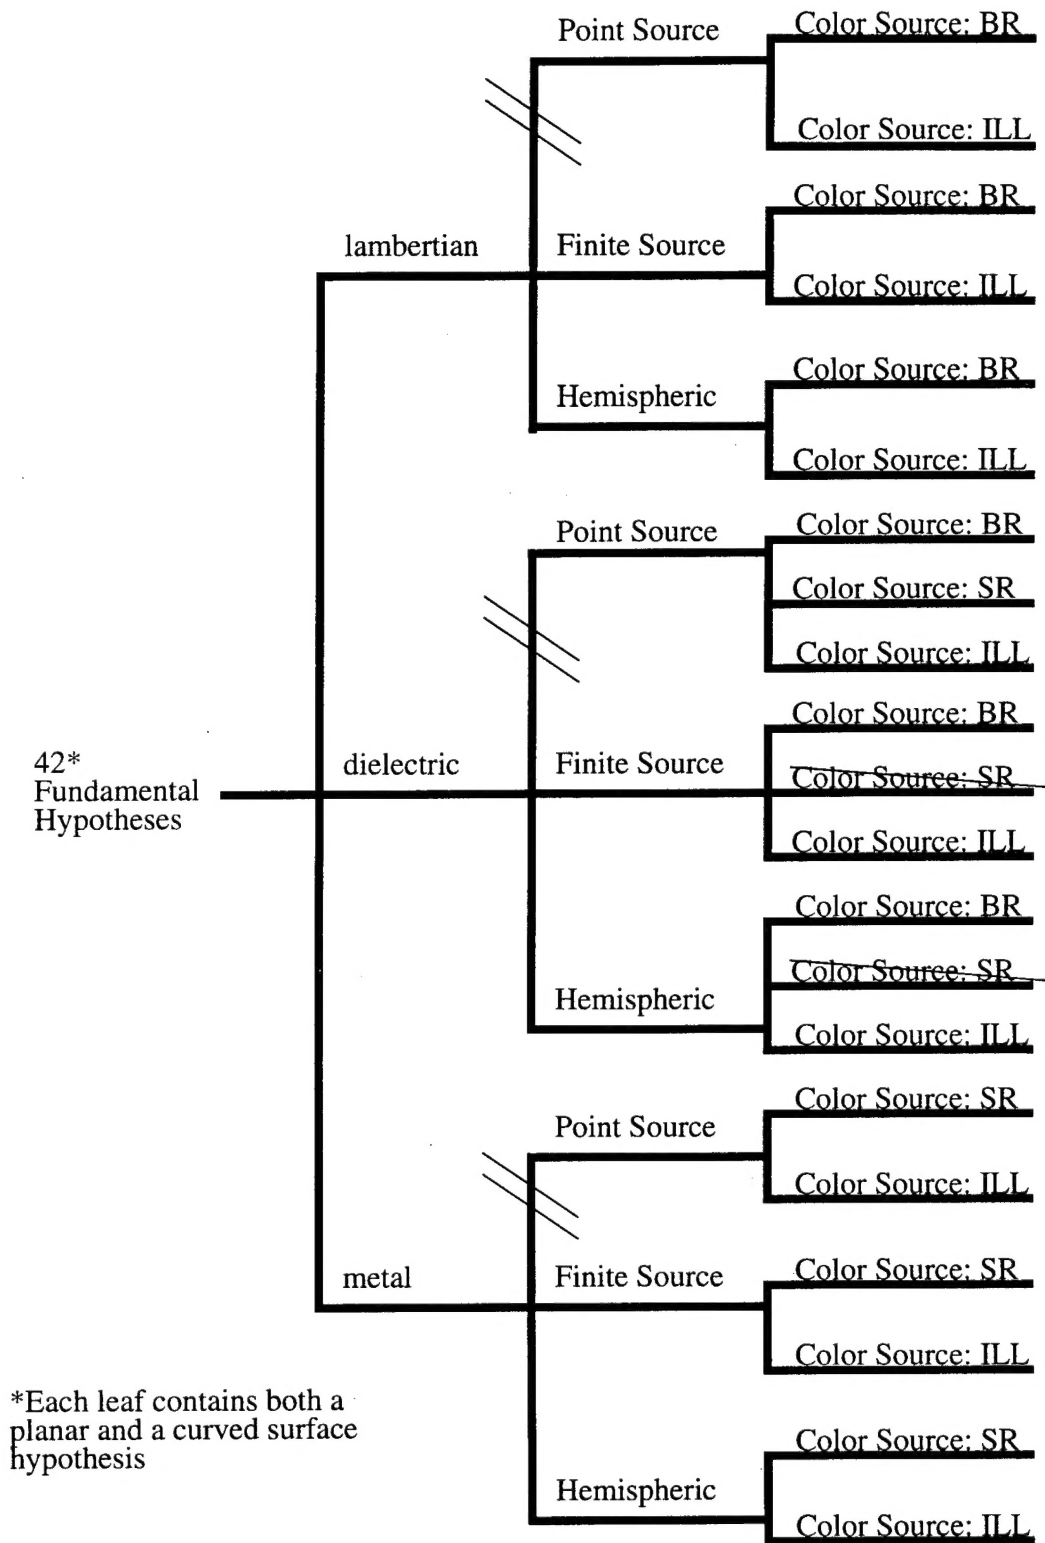 Point Source
Color Source: BR
Color Source: ILL
lambertian
Finite Source
Color Source: BR
Color Source: ILL
Hemispheric
Color Source: BR
Color Source: ILL
Point Source
Color Source: BR
Color Source: SR
Color Source: ILL
42*
Fundamental
Hypotheses
dielectric
Finite Source
Color Source: BR
Color Source: SR
Color Source: ILL
Hemispheric
Color Source: BR
Color Source: SR
Color Source: ILL
Point Source
Color Source: SR
Color Source: ILL
metal
Finite Source
Color Source: SR
Color Source: ILL
Hemispheric
Color Source: SR
Color Source: ILL
*Each leaf contains both a
planar and a curved surface
hypothesis